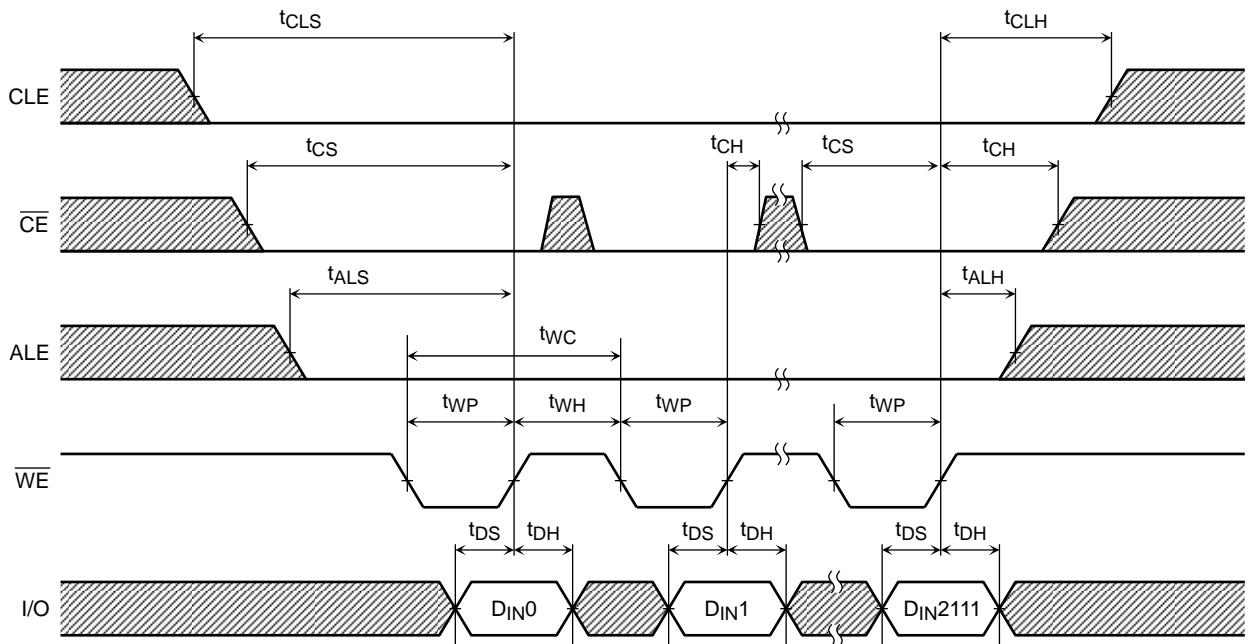 tCLS
tCLH
CLE
tCS
tCH
tCS
tCH
CE
tALS
tALH
ALE
tWC
tWP
tWH
tWP
tWP
WE
tDS
tDH
tDS
tDH
tDS
tDH
I/O
DIN0
DIN1
DIN2111